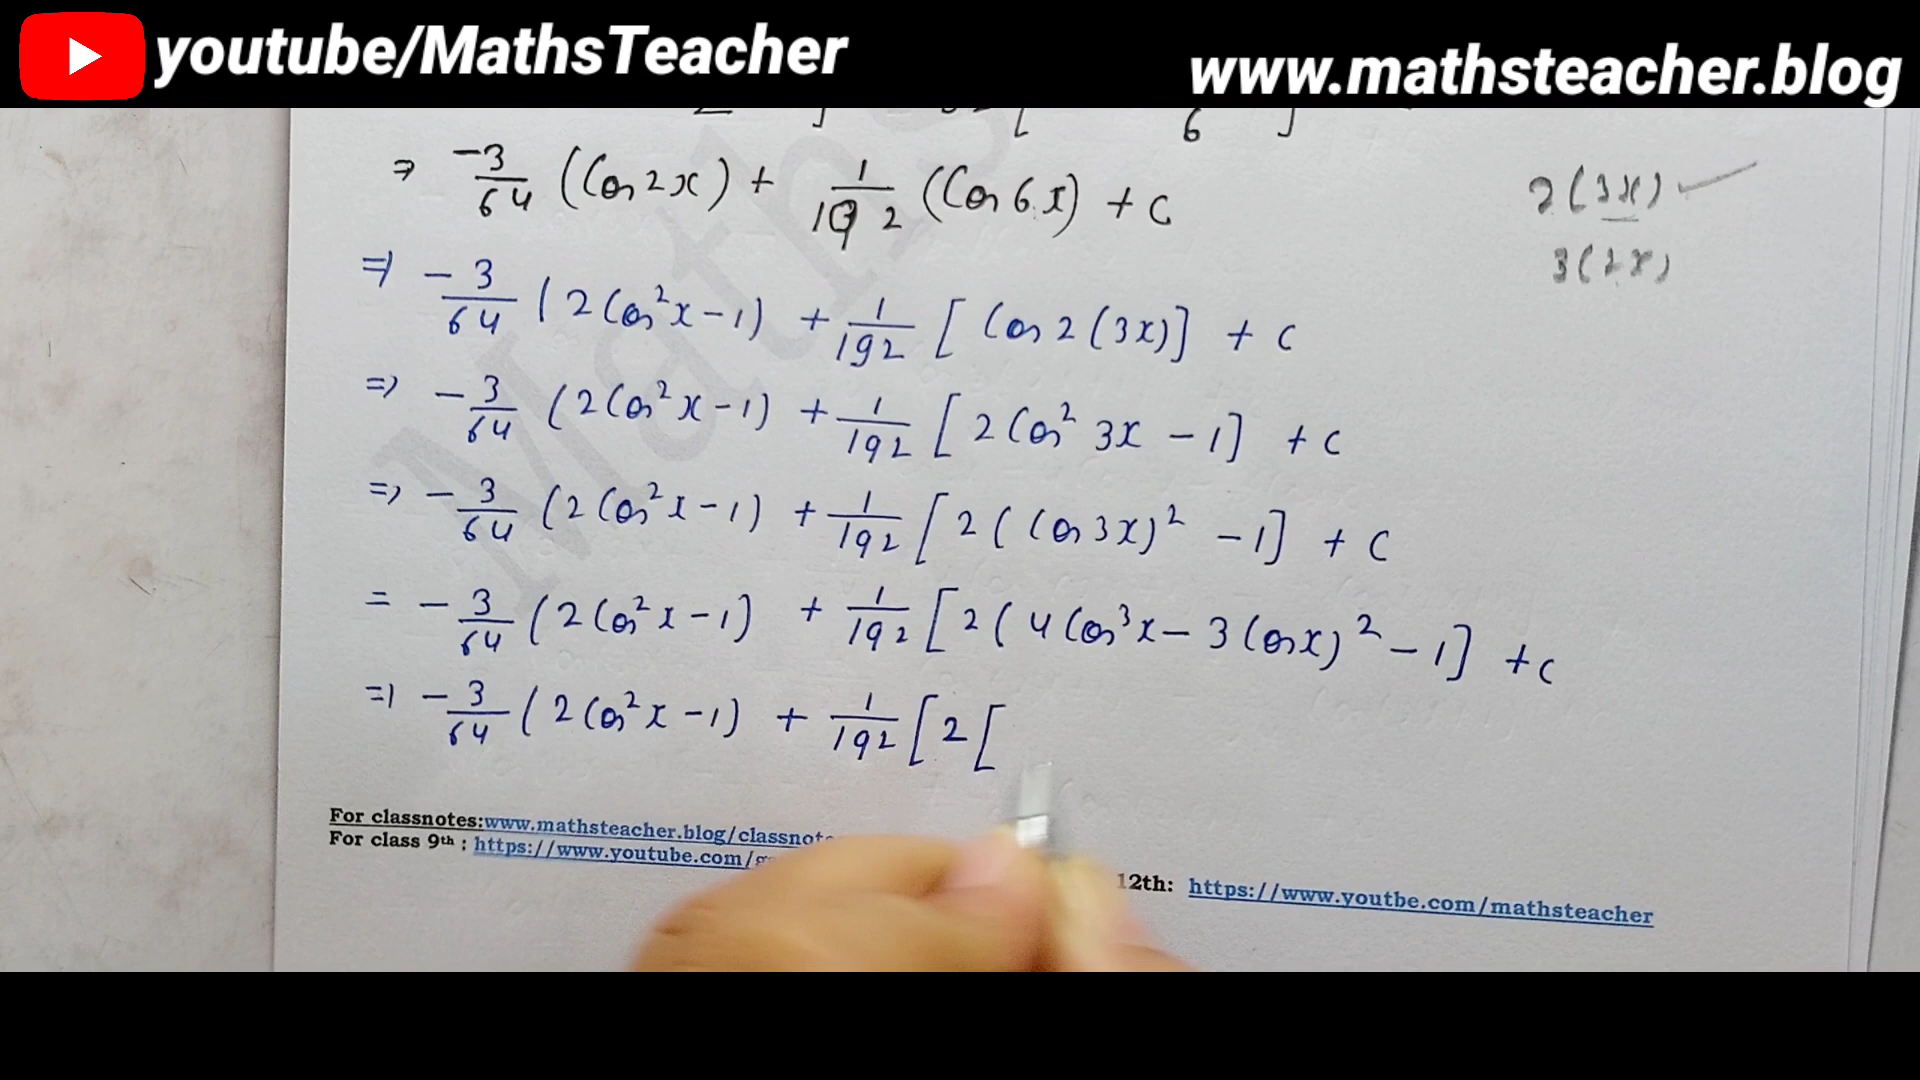 youtube/MathsTeacher
www.mathsteacher.blog
6 ]
⇒ -3/64 (Cos 2x) + 1/192 (Cos 6x) + C
2(3x)
3(2x)
⇒ -3/64 (2Cos²x-1) + 1/192 [Cos 2(3x)] + C
⇒ -3/64 (2Cos²x-1) + 1/192 [2Cos² 3x - 1] + C
⇒ -3/64 (2Cos²x-1) + 1/192 [2(Cos 3x)² - 1] + C
= -3/64 (2Cos²x-1) + 1/192 [2(4Cos³x - 3Cosx)² - 1] + C
⇒ -3/64 (2Cos²x-1) + 1/192 [2[
Maths
For classnotes:www.mathsteacher.blog/classnot
For class 9th : https://www.youtube.com/
12th: https://www.youtbe.com/mathsteacher